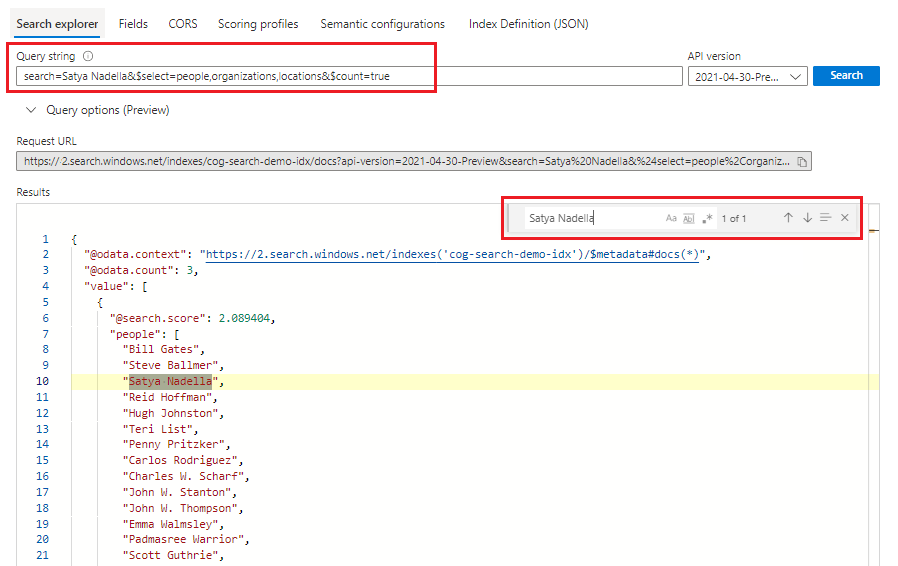 Search explorer Fields CORS Scoring profiles Semantic configurations Index Definition (JSON)
Query string API version
search=Satya Nadella&$select=people,organizations,locations&$count=true 2021-04-30-Pre... Search
Query options (Preview)
Request URL
https://2.search.windows.net/indexes/cog-search-demo-idx/docs?api-version=2021-04-30-Preview&search=Satya%20Nadella&%24select=people%2Corganiz...
Results
Satya Nadella Aa Ab .* 1 of 1
1 {
2 "@odata.context": "https://2.search.windows.net/indexes('cog-search-demo-idx')/$metadata#docs(*)",
3 "@odata.count": 3,
4 "value": [
5 {
6 "@search.score": 2.089404,
7 "people": [
8 "Bill Gates",
9 "Steve Ballmer",
10 "Satya Nadella",
11 "Reid Hoffman",
12 "Hugh Johnston",
13 "Teri List",
14 "Penny Pritzker",
15 "Carlos Rodriguez",
16 "Charles W. Scharf",
17 "John W. Stanton",
18 "John W. Thompson",
19 "Emma Walmsley",
20 "Padmasree Warrior",
21 "Scott Guthrie",